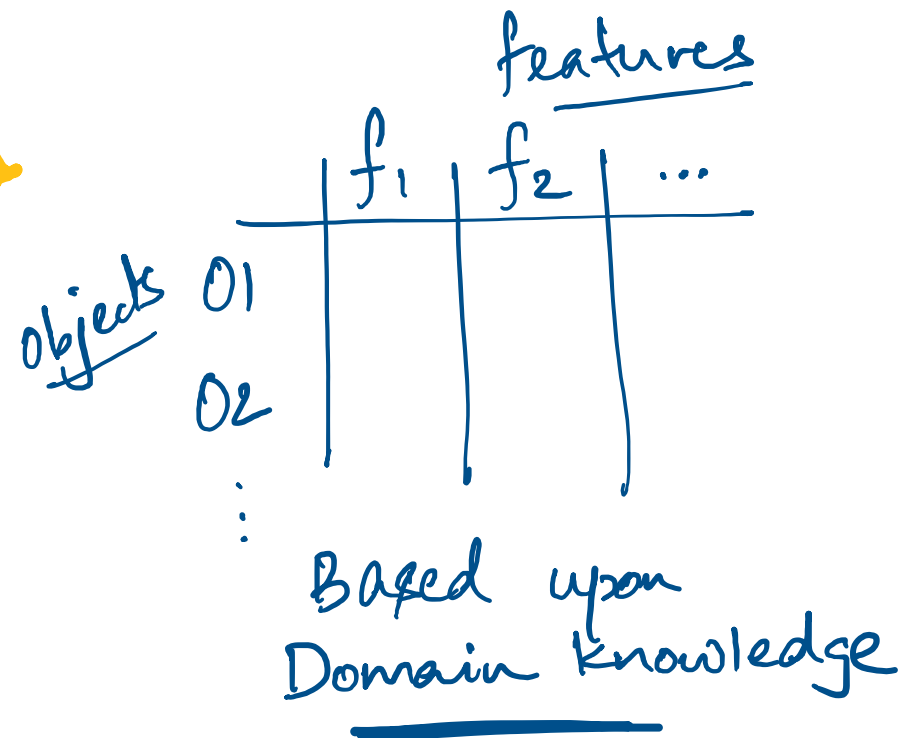 features
f1 f2 ...
objects O1
O2
⋮
Based upon
Domain knowledge